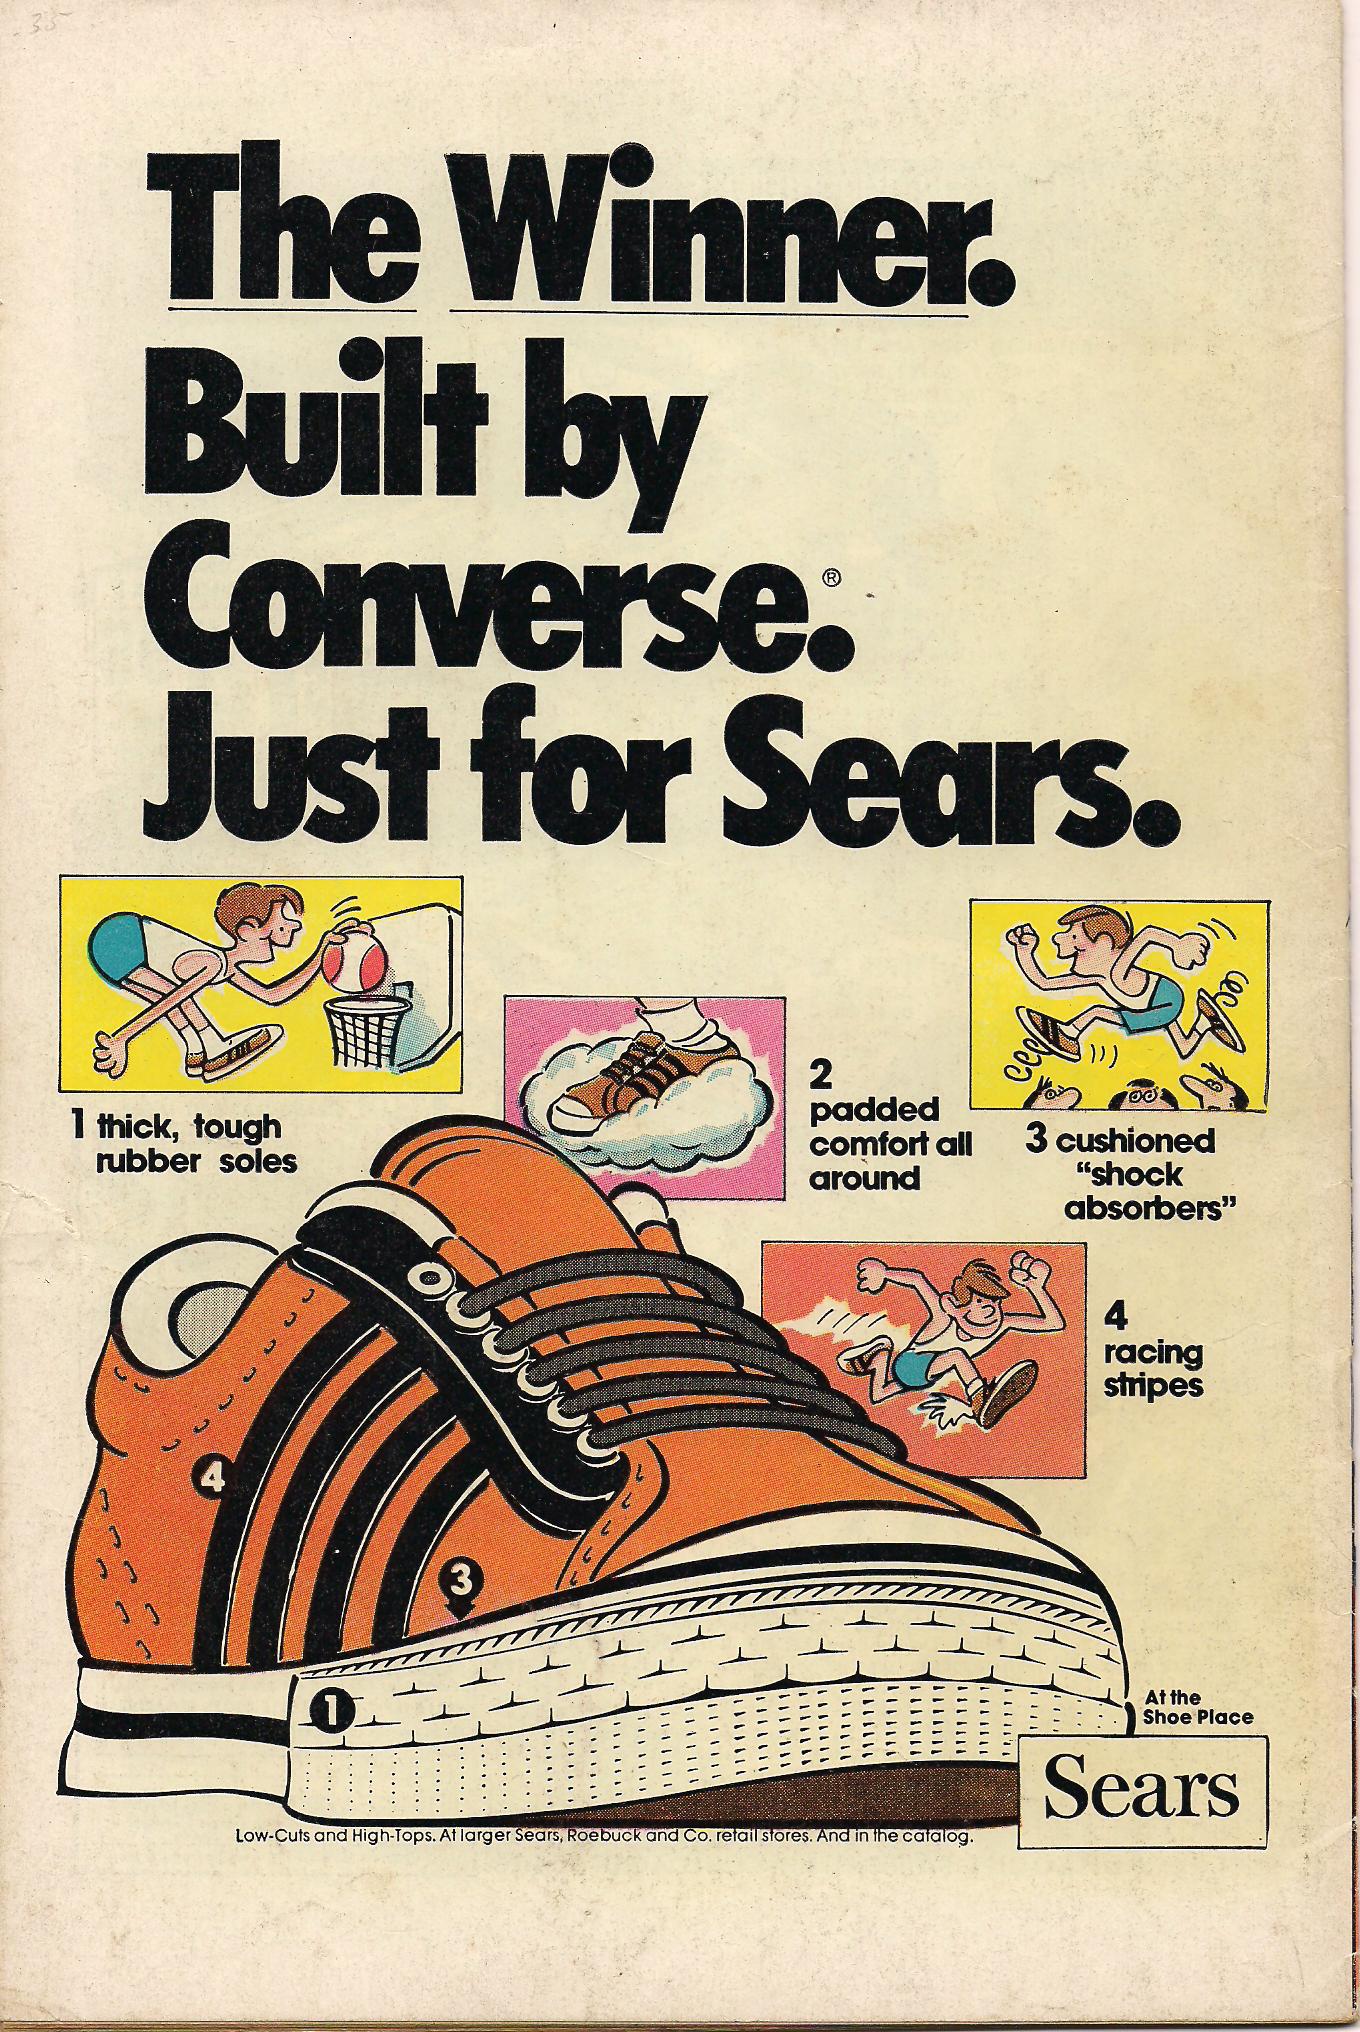 35
The Winner.
Built by
Converse.®
Just for Sears.
1 thick, tough
rubber soles
2
padded
comfort all
around
3 cushioned
“shock
absorbers”
4
racing
stripes
4
3
1
At the
Shoe Place
Sears
Low-Cuts and High-Tops. At larger Sears, Roebuck and Co. retail stores. And in the catalog.